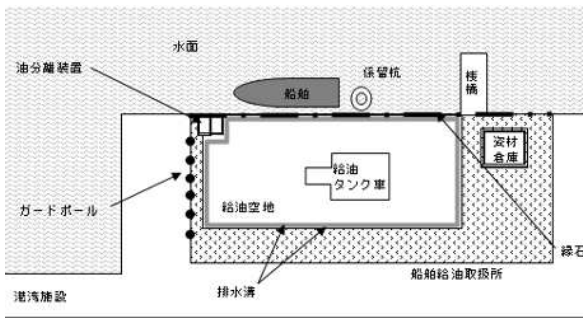 水面
油分離装置
係留杭
桟橋
船舶
資材
倉庫
給油
タンク車
ガードポール
給油空地
縁石
船舶給油取扱所
排水溝
港湾施設